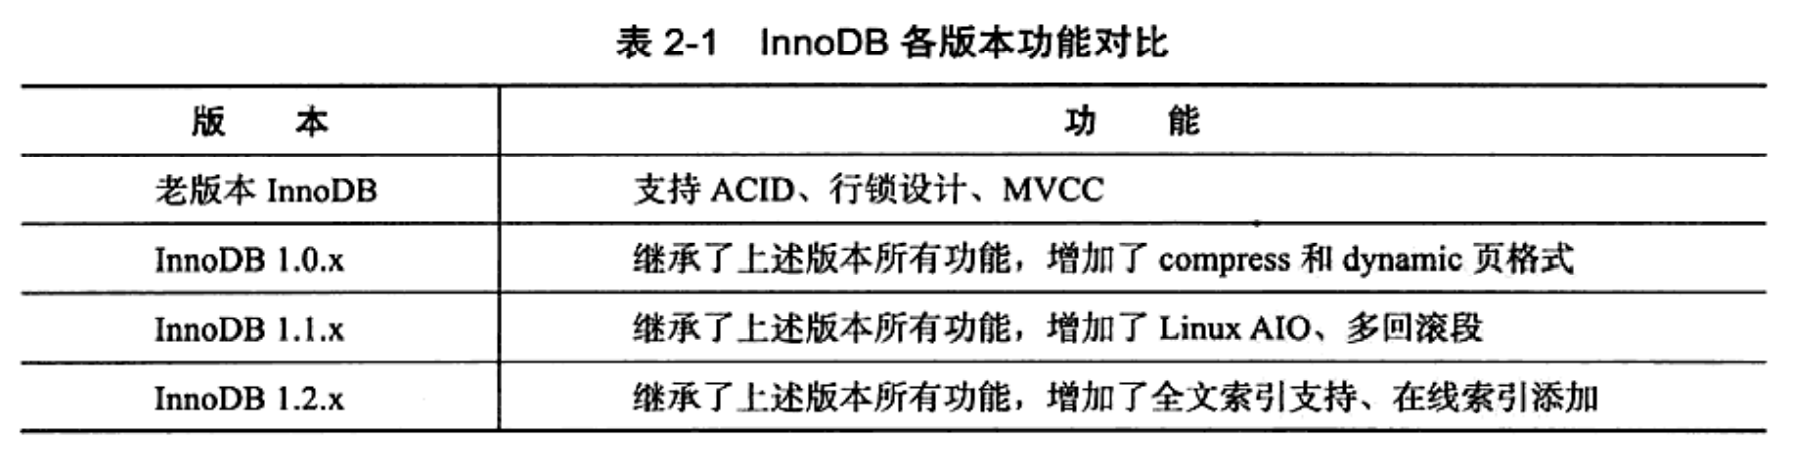 表 2-1 InnoDB 各版本功能对比
版 本 功 能
老版本 InnoDB 支持 ACID、行锁设计、MVCC
InnoDB 1.0.x 继承了上述版本所有功能，增加了 compress 和 dynamic 页格式
InnoDB 1.1.x 继承了上述版本所有功能，增加了 Linux AIO、多回滚段
InnoDB 1.2.x 继承了上述版本所有功能，增加了全文索引支持、在线索引添加